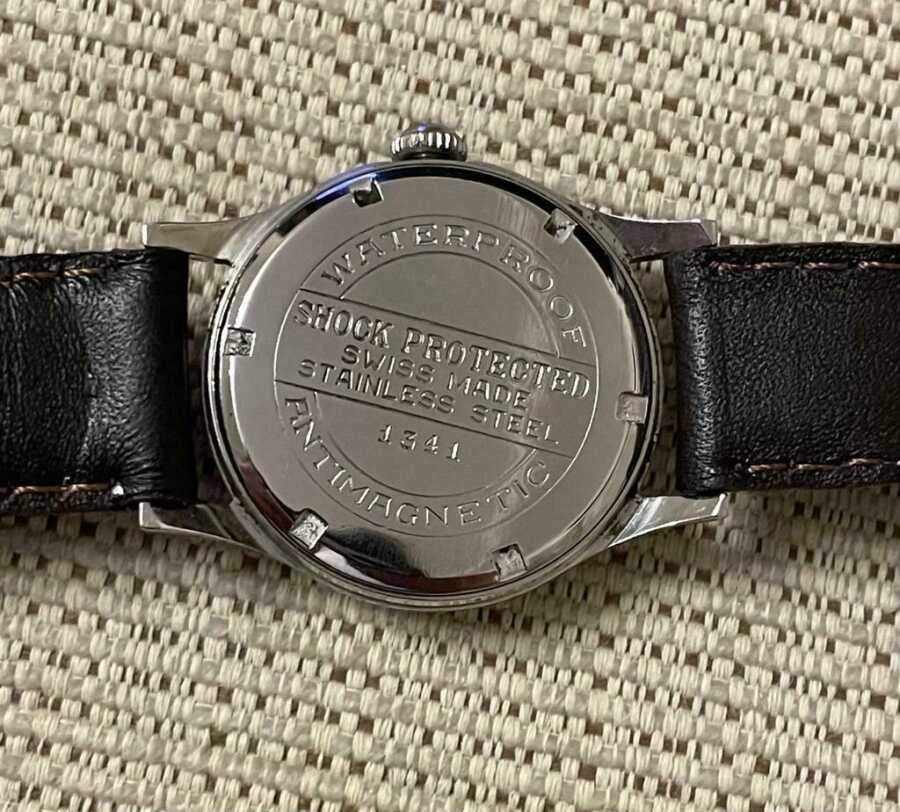 WATERPROOF
SHOCK PROTECTED
SWISS MADE
STAINLESS STEEL
1341
ANTIMAGNETIC